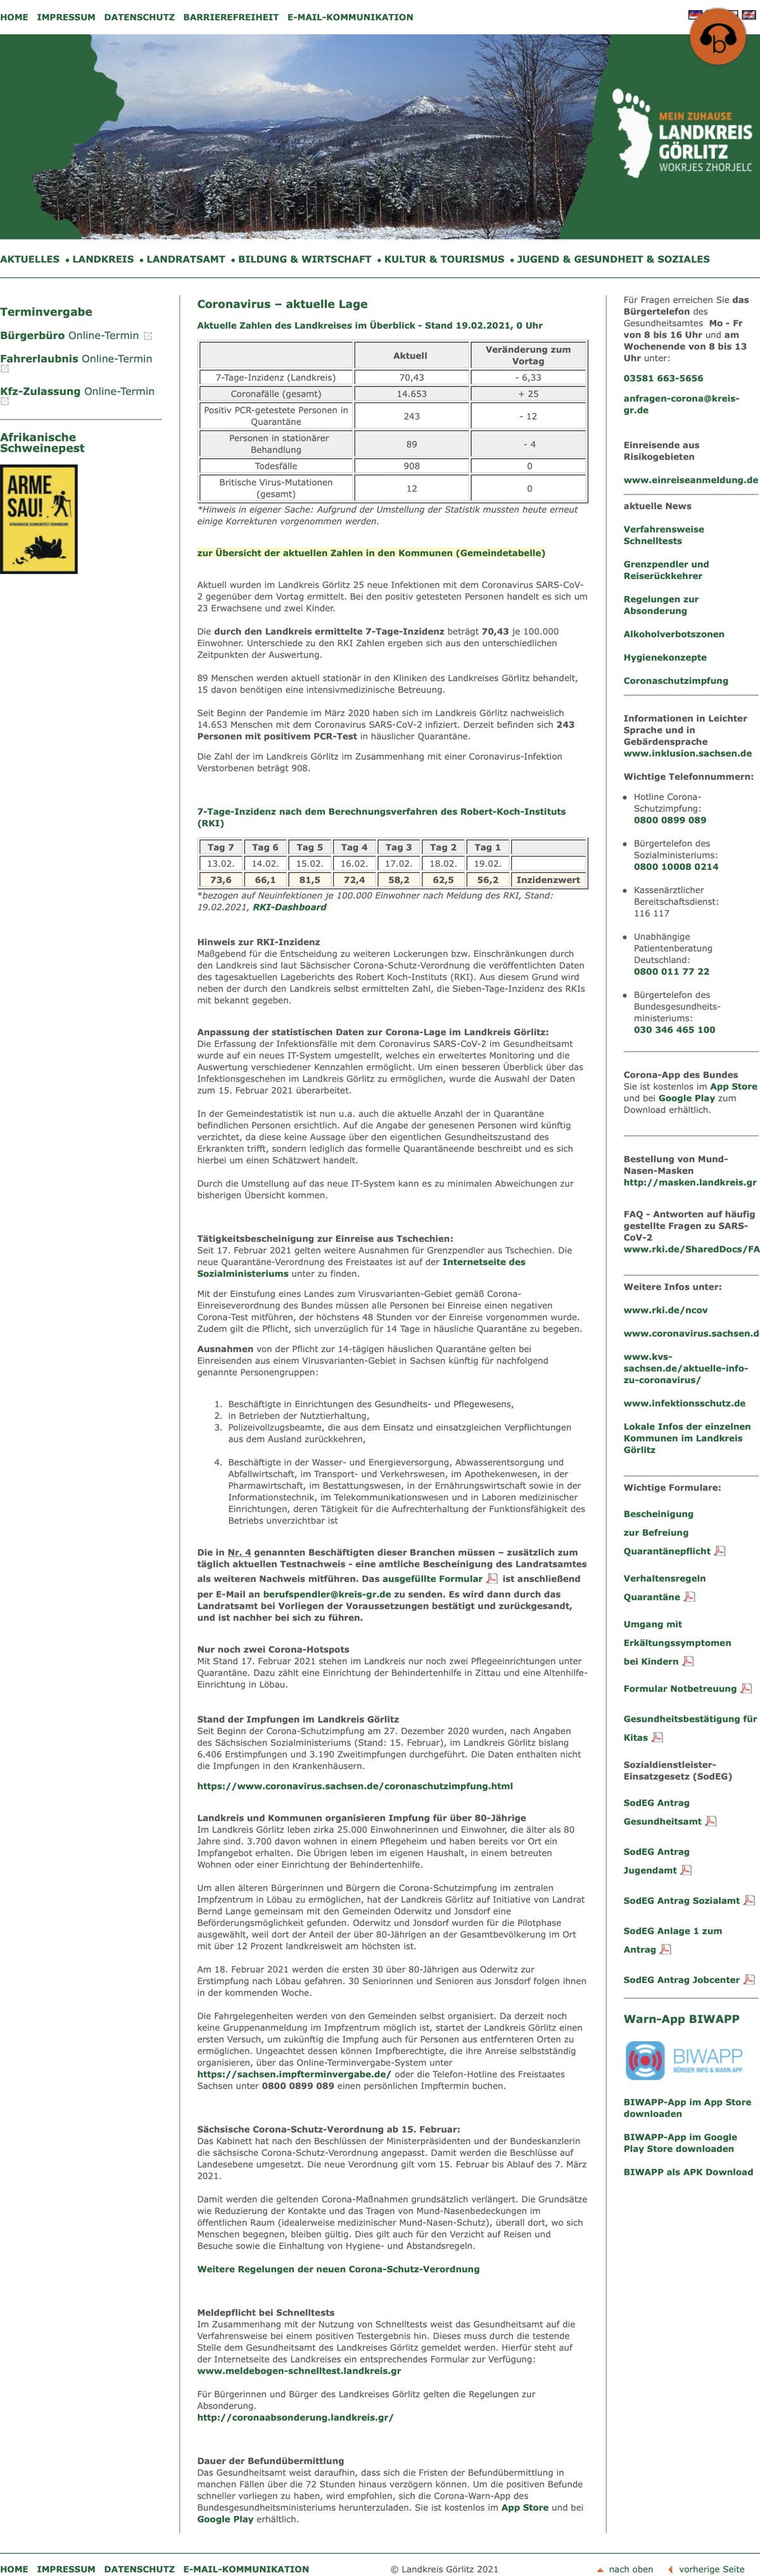 HOME IMPRESSUM DATENSCHUTZ BARRIEREFREIHEIT E-MAIL-KOMMUNIKATION
MEIN ZUHAUSE
LANDKREIS
GÖRLITZ
WOKRJES ZHORJELC
AKTUELLES • LANDKREIS • LANDRATSAMT • BILDUNG & WIRTSCHAFT • KULTUR & TOURISMUS • JUGEND & GESUNDHEIT & SOZIALES
Terminvergabe
Bürgerbüro Online-Termin
Fahrerlaubnis Online-Termin
Kfz-Zulassung Online-Termin
Afrikanische
Schweinepest
ARME
SAU!
Coronavirus – aktuelle Lage
Aktuelle Zahlen des Landkreises im Überblick - Stand 19.02.2021, 0 Uhr
Aktuell Veränderung zum
Vortag
7-Tage-Inzidenz (Landkreis) 70,43 - 6,33
Coronafälle (gesamt) 14.653 + 25
Positiv PCR-getestete Personen in
Quarantäne 243 - 12
Personen in stationärer
Behandlung 89 - 4
Todesfälle 908 0
Britische Virus-Mutationen
(gesamt) 12 0
*Hinweis in eigener Sache: Aufgrund der Umstellung der Statistik mussten heute erneut
einige Korrekturen vorgenommen werden.
zur Übersicht der aktuellen Zahlen in den Kommunen (Gemeindetabelle)
Aktuell wurden im Landkreis Görlitz 25 neue Infektionen mit dem Coronavirus SARS-CoV-
2 gegenüber dem Vortag ermittelt. Bei den positiv getesteten Personen handelt es sich um
23 Erwachsene und zwei Kinder.
Die durch den Landkreis ermittelte 7-Tage-Inzidenz beträgt 70,43 je 100.000
Einwohner. Unterschiede zu den RKI Zahlen ergeben sich aus den unterschiedlichen
Zeitpunkten der Auswertung.
89 Menschen werden aktuell stationär in den Kliniken des Landkreises Görlitz behandelt,
15 davon benötigen eine intensivmedizinische Betreuung.
Seit Beginn der Pandemie im März 2020 haben sich im Landkreis Görlitz nachweislich
14.653 Menschen mit dem Coronavirus SARS-CoV-2 infiziert. Derzeit befinden sich 243
Personen mit positivem PCR-Test in häuslicher Quarantäne.
Die Zahl der im Landkreis Görlitz im Zusammenhang mit einer Coronavirus-Infektion
Verstorbenen beträgt 908.
7-Tage-Inzidenz nach dem Berechnungsverfahren des Robert-Koch-Instituts
(RKI)
Tag 7 Tag 6 Tag 5 Tag 4 Tag 3 Tag 2 Tag 1
13.02. 14.02. 15.02. 16.02. 17.02. 18.02. 19.02.
73,6 66,1 81,5 72,4 58,2 62,5 56,2 Inzidenzwert
*bezogen auf Neuinfektionen je 100.000 Einwohner nach Meldung des RKI, Stand:
19.02.2021, RKI-Dashboard
Hinweis zur RKI-Inzidenz
Maßgebend für die Entscheidung zu weiteren Lockerungen bzw. Einschränkungen durch
den Landkreis sind laut Sächsischer Corona-Schutz-Verordnung die veröffentlichten Daten
des tagesaktuellen Lageberichts des Robert Koch-Instituts (RKI). Aus diesem Grund wird
neben der durch den Landkreis selbst ermittelten Zahl, die Sieben-Tage-Inzidenz des RKIs
mit bekannt gegeben.
Anpassung der statistischen Daten zur Corona-Lage im Landkreis Görlitz:
Die Erfassung der Infektionsfälle mit dem Coronavirus SARS-CoV-2 im Gesundheitsamt
wurde auf ein neues IT-System umgestellt, welches ein erweitertes Monitoring und die
Auswertung verschiedener Kennzahlen ermöglicht. Um einen besseren Überblick über das
Infektionsgeschehen im Landkreis Görlitz zu ermöglichen, wurde die Auswahl der Daten
zum 15. Februar 2021 überarbeitet.
In der Gemeindestatistik ist nun u.a. auch die aktuelle Anzahl der in Quarantäne
befindlichen Personen ersichtlich. Auf die Angabe der genesenen Personen wird künftig
verzichtet, da diese keine Aussage über den eigentlichen Gesundheitszustand des
Erkrankten trifft, sondern lediglich das formelle Quarantäneende beschreibt und es sich
hierbei um einen Schätzwert handelt.
Durch die Umstellung auf das neue IT-System kann es zu minimalen Abweichungen zur
bisherigen Übersicht kommen.
Tätigkeitsbescheinigung zur Einreise aus Tschechien:
Seit 17. Februar 2021 gelten weitere Ausnahmen für Grenzpendler aus Tschechien. Die
neue Quarantäne-Verordnung des Freistaates ist auf der Internetseite des
Sozialministeriums unter zu finden.
Mit der Einstufung eines Landes zum Virusvarianten-Gebiet gemäß Corona-
Einreiseverordnung des Bundes müssen alle Personen bei Einreise einen negativen
Corona-Test mitführen, der höchstens 48 Stunden vor der Einreise vorgenommen wurde.
Zudem gilt die Pflicht, sich unverzüglich für 14 Tage in häusliche Quarantäne zu begeben.
Ausnahmen von der Pflicht zur 14-tägigen häuslichen Quarantäne gelten bei
Einreisenden aus einem Virusvarianten-Gebiet in Sachsen künftig für nachfolgend
genannte Personengruppen:
1. Beschäftigte in Einrichtungen des Gesundheits- und Pflegewesens,
2. in Betrieben der Nutztierhaltung,
3. Polizeivollzugsbeamte, die aus dem Einsatz und einsatzgleichen Verpflichtungen
aus dem Ausland zurückkehren,
4. Beschäftigte in der Wasser- und Energieversorgung, Abwasserentsorgung und
Abfallwirtschaft, im Transport- und Verkehrswesen, im Apothekenwesen, in der
Pharmawirtschaft, im Bestattungswesen, in der Ernährungswirtschaft sowie in der
Informationstechnik, im Telekommunikationswesen und in Laboren medizinischer
Einrichtungen, deren Tätigkeit für die Aufrechterhaltung der Funktionsfähigkeit des
Betriebs unverzichtbar ist
Die in Nr. 4 genannten Beschäftigten dieser Branchen müssen – zusätzlich zum
täglich aktuellen Testnachweis - eine amtliche Bescheinigung des Landratsamtes
als weiteren Nachweis mitführen. Das ausgefüllte Formular ist anschließend
per E-Mail an berufspendler@kreis-gr.de zu senden. Es wird dann durch das
Landratsamt bei Vorliegen der Voraussetzungen bestätigt und zurückgesandt,
und ist nachher bei sich zu führen.
Nur noch zwei Corona-Hotspots
Mit Stand 17. Februar 2021 stehen im Landkreis nur noch zwei Pflegeeinrichtungen unter
Quarantäne. Dazu zählt eine Einrichtung der Behindertenhilfe in Zittau und eine Altenhilfe-
Einrichtung in Löbau.
Stand der Impfungen im Landkreis Görlitz
Seit Beginn der Corona-Schutzimpfung am 27. Dezember 2020 wurden, nach Angaben
des Sächsischen Sozialministeriums (Stand: 15. Februar), im Landkreis Görlitz bislang
6.406 Erstimpfungen und 3.190 Zweitimpfungen durchgeführt. Die Daten enthalten nicht
die Impfungen in den Krankenhäusern.
https://www.coronavirus.sachsen.de/coronaschutzimpfung.html
Landkreis und Kommunen organisieren Impfung für über 80-Jährige
Im Landkreis Görlitz leben zirka 25.000 Einwohnerinnen und Einwohner, die älter als 80
Jahre sind. 3.700 davon wohnen in einem Pflegeheim und haben bereits vor Ort ein
Impfangebot erhalten. Die Übrigen leben im eigenen Haushalt, in einem betreuten
Wohnen oder einer Einrichtung der Behindertenhilfe.
Um allen älteren Bürgerinnen und Bürgern die Corona-Schutzimpfung im zentralen
Impfzentrum in Löbau zu ermöglichen, hat der Landkreis Görlitz auf Initiative von Landrat
Bernd Lange gemeinsam mit den Gemeinden Oderwitz und Jonsdorf eine
Beförderungsmöglichkeit gefunden. Oderwitz und Jonsdorf wurden für die Pilotphase
ausgewählt, weil dort der Anteil der über 80-Jährigen an der Gesamtbevölkerung im Ort
mit über 12 Prozent landkreisweit am höchsten ist.
Am 18. Februar 2021 werden die ersten 30 über 80-Jährigen aus Oderwitz zur
Erstimpfung nach Löbau gefahren. 30 Seniorinnen und Senioren aus Jonsdorf folgen ihnen
in der kommenden Woche.
Die Fahrgelegenheiten werden von den Gemeinden selbst organisiert. Da derzeit noch
keine Gruppenanmeldung im Impfzentrum möglich ist, startet der Landkreis Görlitz einen
ersten Versuch, um zukünftig die Impfung auch für Personen aus entfernteren Orten zu
ermöglichen. Ungeachtet dessen können Impfberechtigte, die ihre Anreise selbstständig
organisieren, über das Online-Terminvergabe-System unter
https://sachsen.impfterminvergabe.de/ oder die Telefon-Hotline des Freistaates
Sachsen unter 0800 0899 089 einen persönlichen Impftermin buchen.
Sächsische Corona-Schutz-Verordnung ab 15. Februar:
Das Kabinett hat nach den Beschlüssen der Ministerpräsidenten und der Bundeskanzlerin
die sächsische Corona-Schtz-Verordnung angepasst. Damit werden die Beschlüsse auf
Landesebene umgesetzt. Die neue Verordnung gilt vom 15. Februar bis Ablauf des 7. März
2021.
Damit werden die geltenden Corona-Maßnahmen grundsätzlich verlängert. Die Grundsätze
wie Reduzierung der Kontakte und das Tragen von Mund-Nasenbedeckungen im
öffentlichen Raum (idealerweise medizinischer Mund-Nasen-Schutz), überall dort, wo sich
Menschen begegnen, bleiben gültig. Dies gilt auch für den Verzicht auf Reisen und
Besuche sowie die Einhaltung von Hygiene- und Abstandsregeln.
Weitere Regelungen der neuen Corona-Schutz-Verordnung
Meldepflicht bei Schnelltests
Im Zusammenhang mit der Nutzung von Schnelltests weist das Gesundheitsamt auf die
Verfahrensweise bei einem positiven Testergebnis hin. Dieses muss durch die testende
Stelle dem Gesundheitsamt des Landkreises Görlitz gemeldet werden. Hierfür steht auf
der Internetseite des Landkreises ein entsprechendes Formular zur Verfügung:
www.meldebogen-schnelltest.landkreis.gr
Für Bürgerinnen und Bürger des Landkreises Görlitz gelten die Regelungen zur
Absonderung.
http://coronaabsonderung.landkreis.gr/
Dauer der Befundübermittlung
Das Gesundheitsamt weist daraufhin, dass sich die Fristen der Befundübermittlung in
manchen Fällen über die 72 Stunden hinaus verzögern können. Um die positiven Befunde
schneller vorliegen zu haben, wird empfohlen, sich die Corona-Warn-App des
Bundesgesundheitsministeriums herunterzuladen. Sie ist kostenlos im App Store und bei
Google Play erhältlich.
Für Fragen erreichen Sie das
Bürgertelefon des
Gesundheitsamtes Mo - Fr
von 8 bis 16 Uhr und am
Wochenende von 8 bis 13
Uhr unter:
03581 663-5656
anfragen-corona@kreis-
gr.de
Einreisende aus
Risikogebieten
www.einreiseanmeldung.de
aktuelle News
Verfahrensweise
Schnelltests
Grenzpendler und
Reiserückkehrer
Regelungen zur
Absonderung
Alkoholverbotszonen
Hygienekonzepte
Coronaschutzimpfung
Informationen in Leichter
Sprache und in
Gebärdensprache
www.inklusion.sachsen.de
Wichtige Telefonnummern:
• Hotline Corona-
Schutzimpfung:
0800 0899 089
• Bürgertelefon des
Sozialministeriums:
0800 10008 0214
• Kassenärztlicher
Bereitschaftsdienst:
116 117
• Unabhängige
Patientenberatung
Deutschland:
0800 011 77 22
• Bürgertelefon des
Bundesgesundheits-
ministeriums:
030 346 465 100
Corona-App des Bundes
Sie ist kostenlos im App Store
und bei Google Play zum
Download erhältlich.
Bestellung von Mund-
Nasen-Masken
http://masken.landkreis.gr
FAQ - Antworten auf häufig
gestellte Fragen zu SARS-
CoV-2
www.rki.de/SharedDocs/FA
Weitere Infos unter:
www.rki.de/ncov
www.coronavirus.sachsen.d
www.kvs-
sachsen.de/aktuelle-info-
zu-coronavirus/
www.infektionsschutz.de
Lokale Infos der einzelnen
Kommunen im Landkreis
Görlitz
Wichtige Formulare:
Bescheinigung
zur Befreiung
Quarantänepflicht
Verhaltensregeln
Quarantäne
Umgang mit
Erkältungssymptomen
bei Kindern
Formular Notbetreuung
Gesundheitsbestätigung für
Kitas
Sozialdienstleister-
Einsatzgesetz (SodEG)
SodEG Antrag
Gesundheitsamt
SodEG Antrag
Jugendamt
SodEG Antrag Sozialamt
SodEG Anlage 1 zum
Antrag
SodEG Antrag Jobcenter
Warn-App BIWAPP
BIWAPP
BÜRGER INFO & WARN APP
BIWAPP-App im App Store
downloaden
BIWAPP-App im Google
Play Store downloaden
BIWAPP als APK Download
HOME IMPRESSUM DATENSCHUTZ E-MAIL-KOMMUNIKATION © Landkreis Görlitz 2021 nach oben vorherige Seite